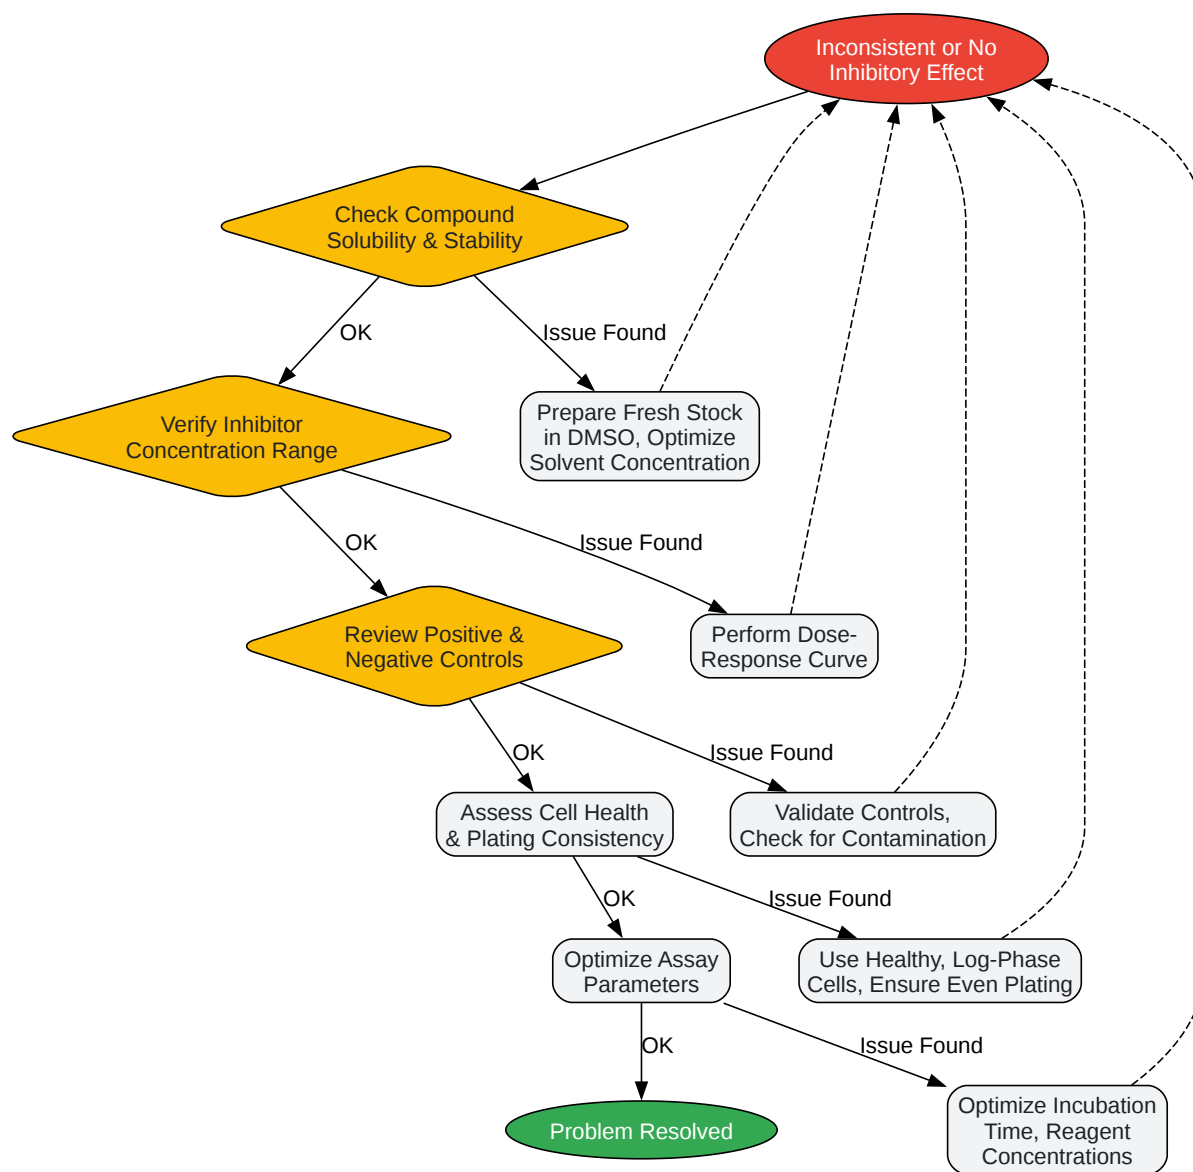 Inconsistent or No
Inhibitory Effect
Check Compound
Solubility & Stability
OK
Issue Found
Verify Inhibitor
Concentration Range
Prepare Fresh Stock
in DMSO, Optimize
Solvent Concentration
OK
Issue Found
Review Positive &
Negative Controls
Perform Dose-
Response Curve
OK
Issue Found
Assess Cell Health
& Plating Consistency
Validate Controls,
Check for Contamination
OK
Issue Found
Optimize Assay
Parameters
Use Healthy, Log-Phase
Cells, Ensure Even Plating
OK
Issue Found
Problem Resolved
Optimize Incubation
Time, Reagent
Concentrations